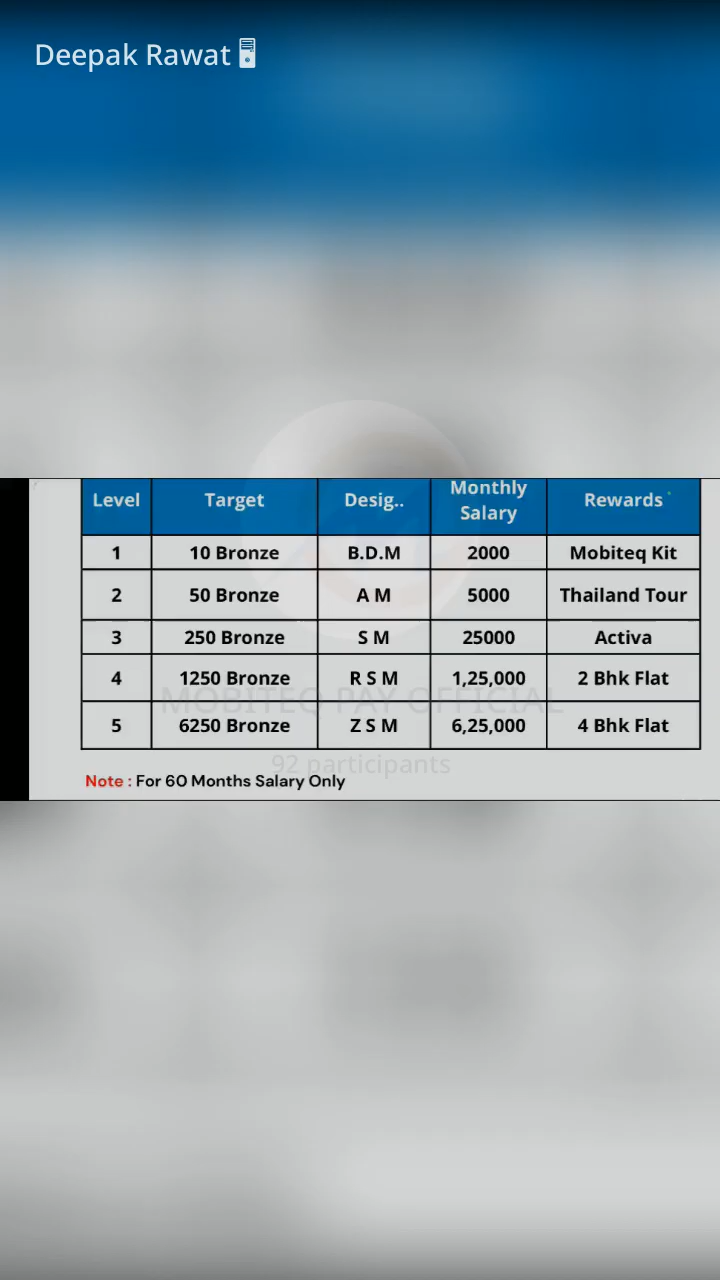 Deepak Rawat
Level Target Desig.. Monthly Salary Rewards
1 10 Bronze B.D.M 2000 Mobiteq Kit
2 50 Bronze A M 5000 Thailand Tour
3 250 Bronze S M 25000 Activa
4 1250 Bronze R S M 1,25,000 2 Bhk Flat
MOBITEQ PAY OFFICIAL
5 6250 Bronze Z S M 6,25,000 4 Bhk Flat
92 participants
Note : For 60 Months Salary Only